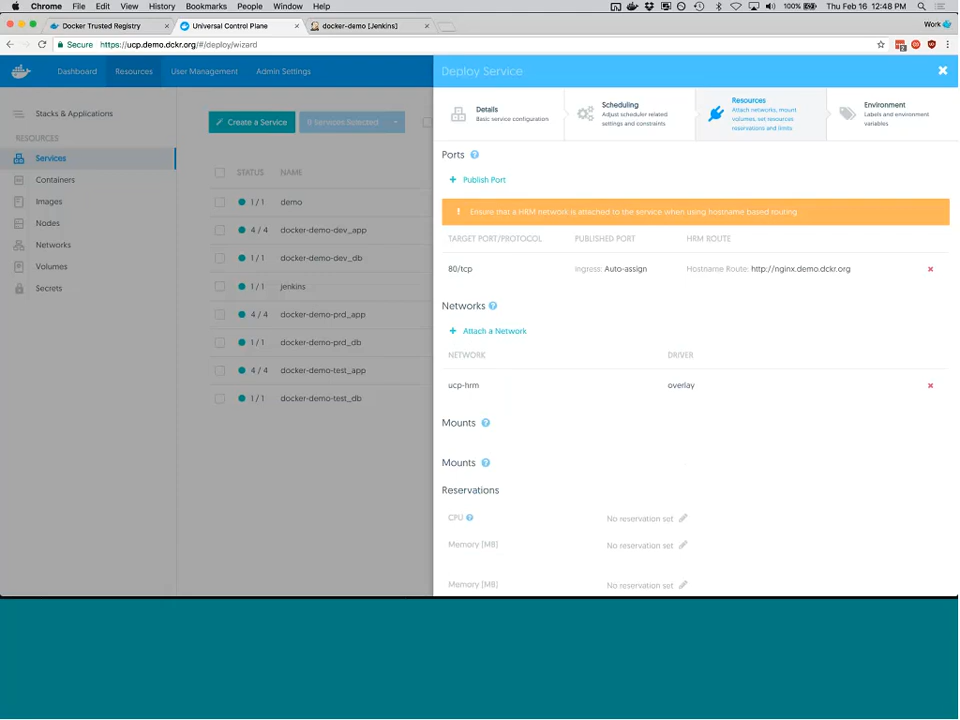 Chrome File Edit View History Bookmarks People Window Help 100% Thu Feb 16 12:48 PM
Docker Trusted Registry × Universal Control Plane × docker-demo [Jenkins] × Work
Secure https://ucp.demo.dckr.org/#/deploy/wizard
Dashboard Resources User Management Admin Settings
Deploy Service ×
Stacks & Applications
RESOURCES
Services
Containers
Images
Nodes
Networks
Volumes
Secrets
+ Create a Service
0 Services Selected
STATUS NAME
1 / 1 demo
4 / 4 docker-demo-dev_app
1 / 1 docker-demo-dev_db
1 / 1 jenkins
4 / 4 docker-demo-prd_app
1 / 1 docker-demo-prd_db
4 / 4 docker-demo-test_app
1 / 1 docker-demo-test_db
Details
Basic service configuration
Scheduling
Adjust scheduler related
settings and constraints
Resources
Attach networks, mount
volumes, set resources
reservations and limits
Environment
Labels and environment
variables
Ports ?
+ Publish Port
! Ensure that a HRM network is attached to the service when using hostname based routing
TARGET PORT/PROTOCOL PUBLISHED PORT HRM ROUTE
80/tcp Ingress: Auto-assign Hostname Route: http://nginx.demo.dckr.org ×
Networks ?
+ Attach a Network
NETWORK DRIVER
ucp-hrm overlay ×
Mounts ?
Mounts ?
Reservations
CPU ? No reservation set
Memory [MB] No reservation set
Memory [MB] No reservation set